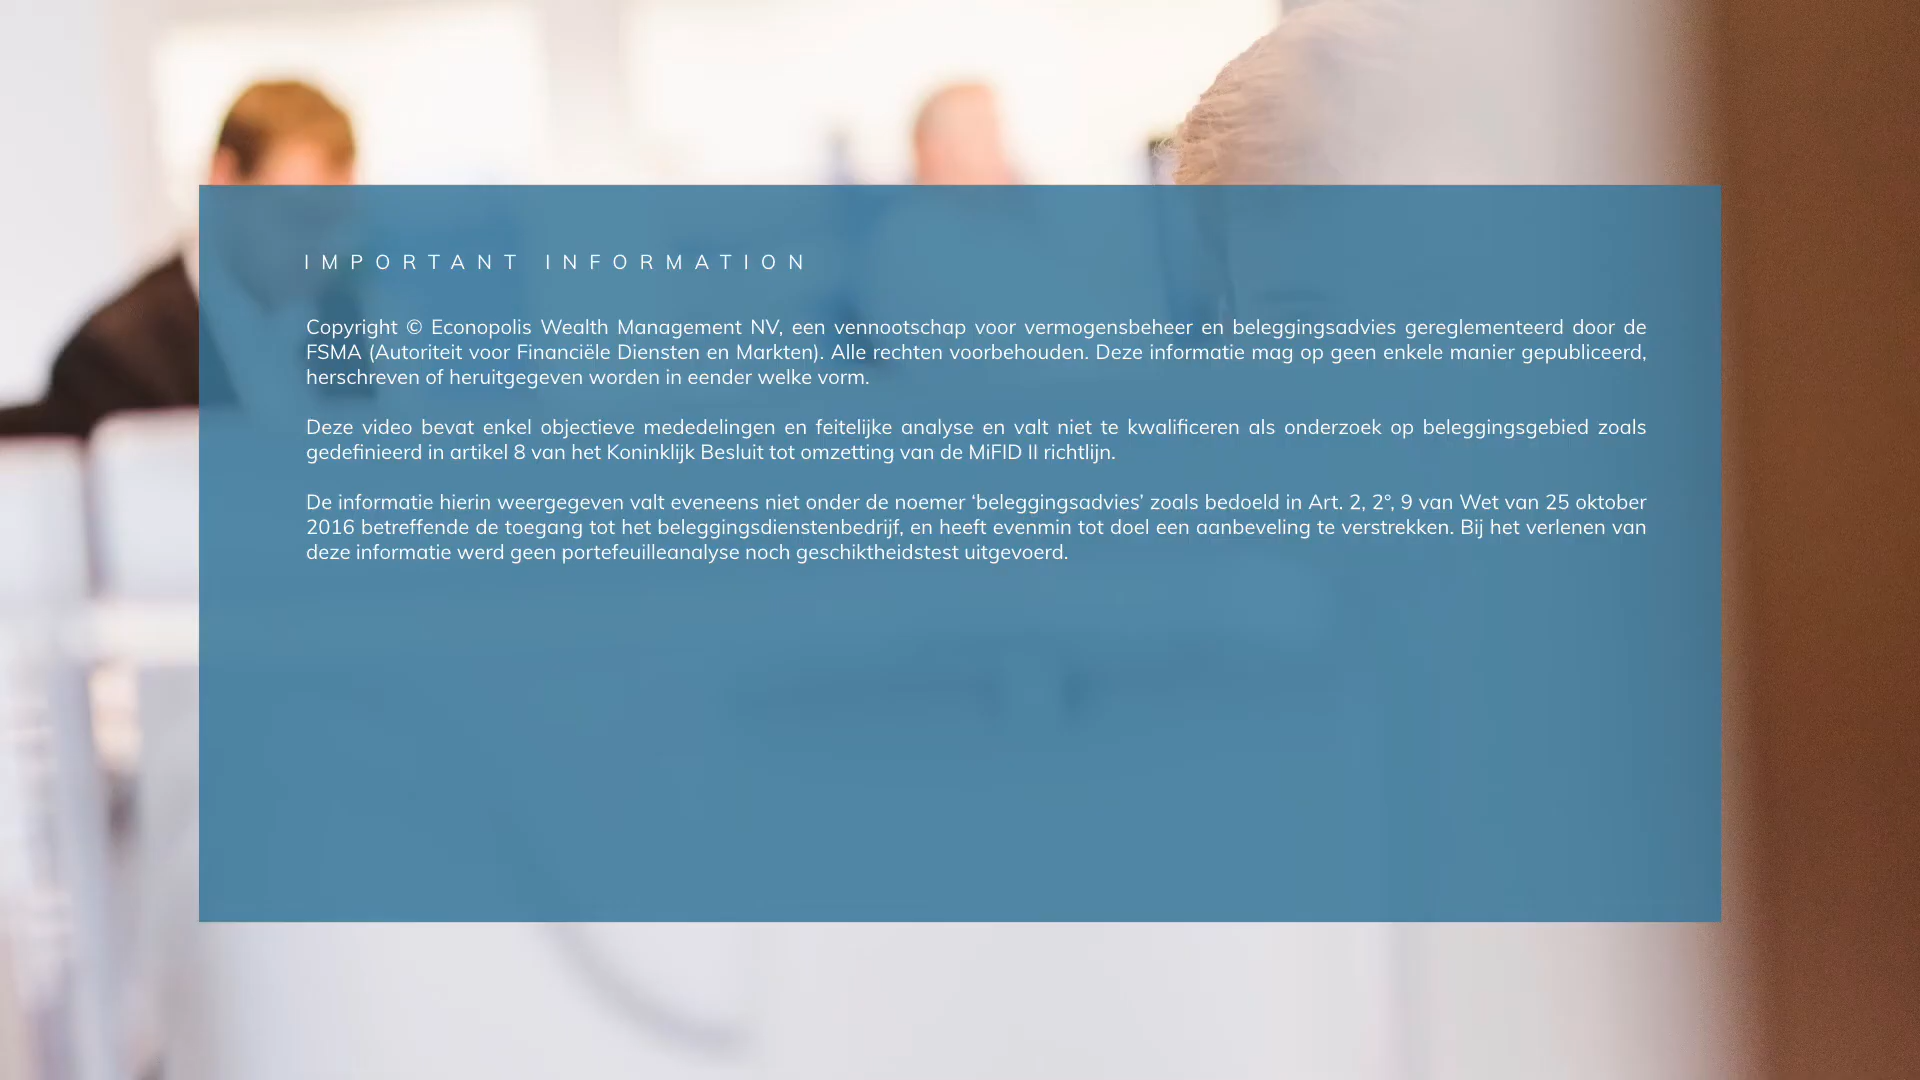 IMPORTANT INFORMATION
Copyright © Econopolis Wealth Management NV, een vennootschap voor vermogensbeheer en beleggingsadvies gereglementeerd door de
FSMA (Autoriteit voor Financiële Diensten en Markten). Alle rechten voorbehouden. Deze informatie mag op geen enkele manier gepubliceerd,
herschreven of heruitgegeven worden in eender welke vorm.
Deze video bevat enkel objectieve mededelingen en feitelijke analyse en valt niet te kwalificeren als onderzoek op beleggingsgebied zoals
gedefinieerd in artikel 8 van het Koninklijk Besluit tot omzetting van de MiFID II richtlijn.
De informatie hierin weergegeven valt eveneens niet onder de noemer ‘beleggingsadvies’ zoals bedoeld in Art. 2, 2°, 9 van Wet van 25 oktober
2016 betreffende de toegang tot het beleggingsdienstenbedrijf, en heeft evenmin tot doel een aanbeveling te verstrekken. Bij het verlenen van
deze informatie werd geen portefeuilleanalyse noch geschiktheidstest uitgevoerd.